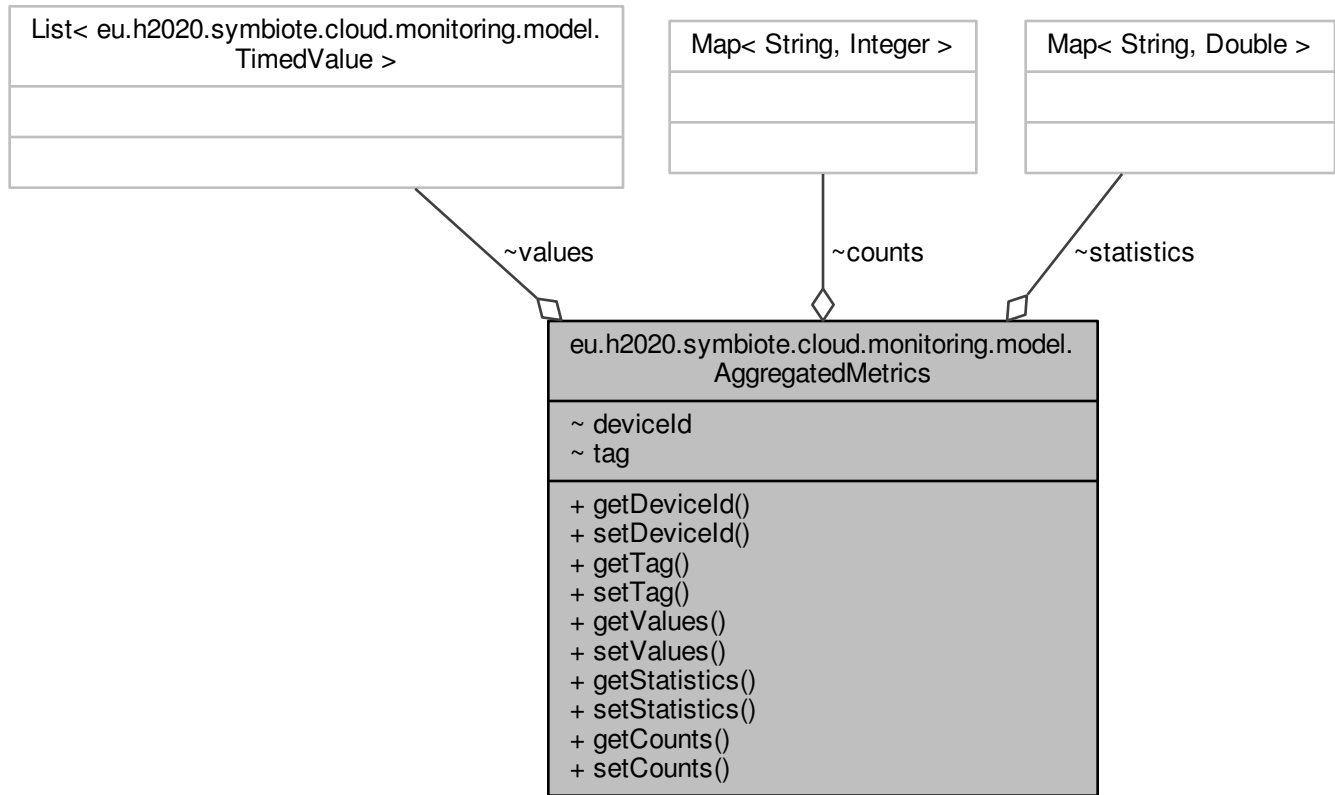 List< eu.h2020.symbiote.cloud.monitoring.model.
TimedValue >
Map< String, Integer >
Map< String, Double >
~values
~counts
~statistics
eu.h2020.symbiote.cloud.monitoring.model.
AggregatedMetrics
~ deviceId
~ tag
+ getDeviceId()
+ setDeviceId()
+ getTag()
+ setTag()
+ getValues()
+ setValues()
+ getStatistics()
+ setStatistics()
+ getCounts()
+ setCounts()